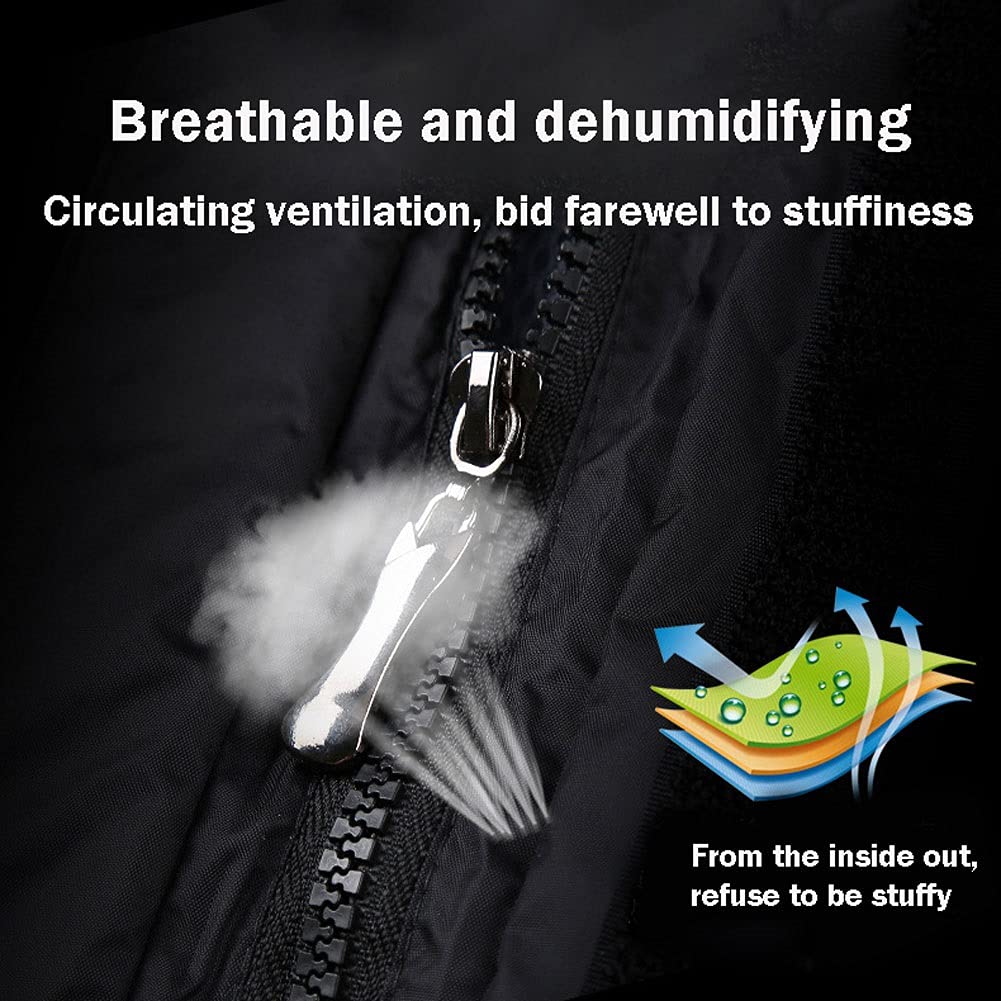 Breathable and dehumidifying
Circulating ventilation, bid farewell to stuffiness
From the inside out,
refuse to be stuffy